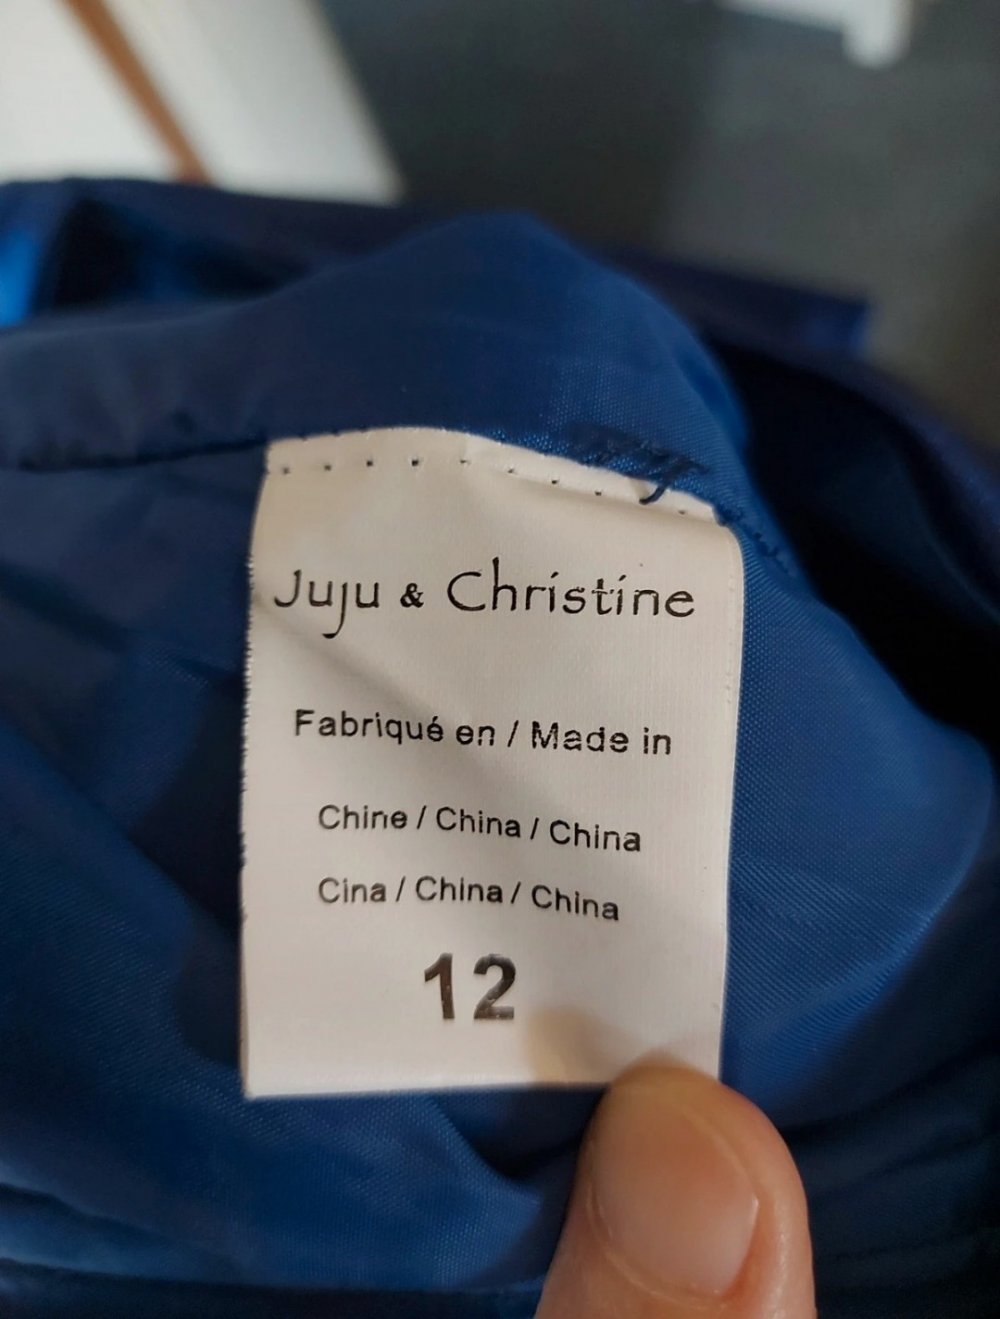 Juju & Christine
Fabriqué en / Made in
Chine / China / China
Cina / China / China
12